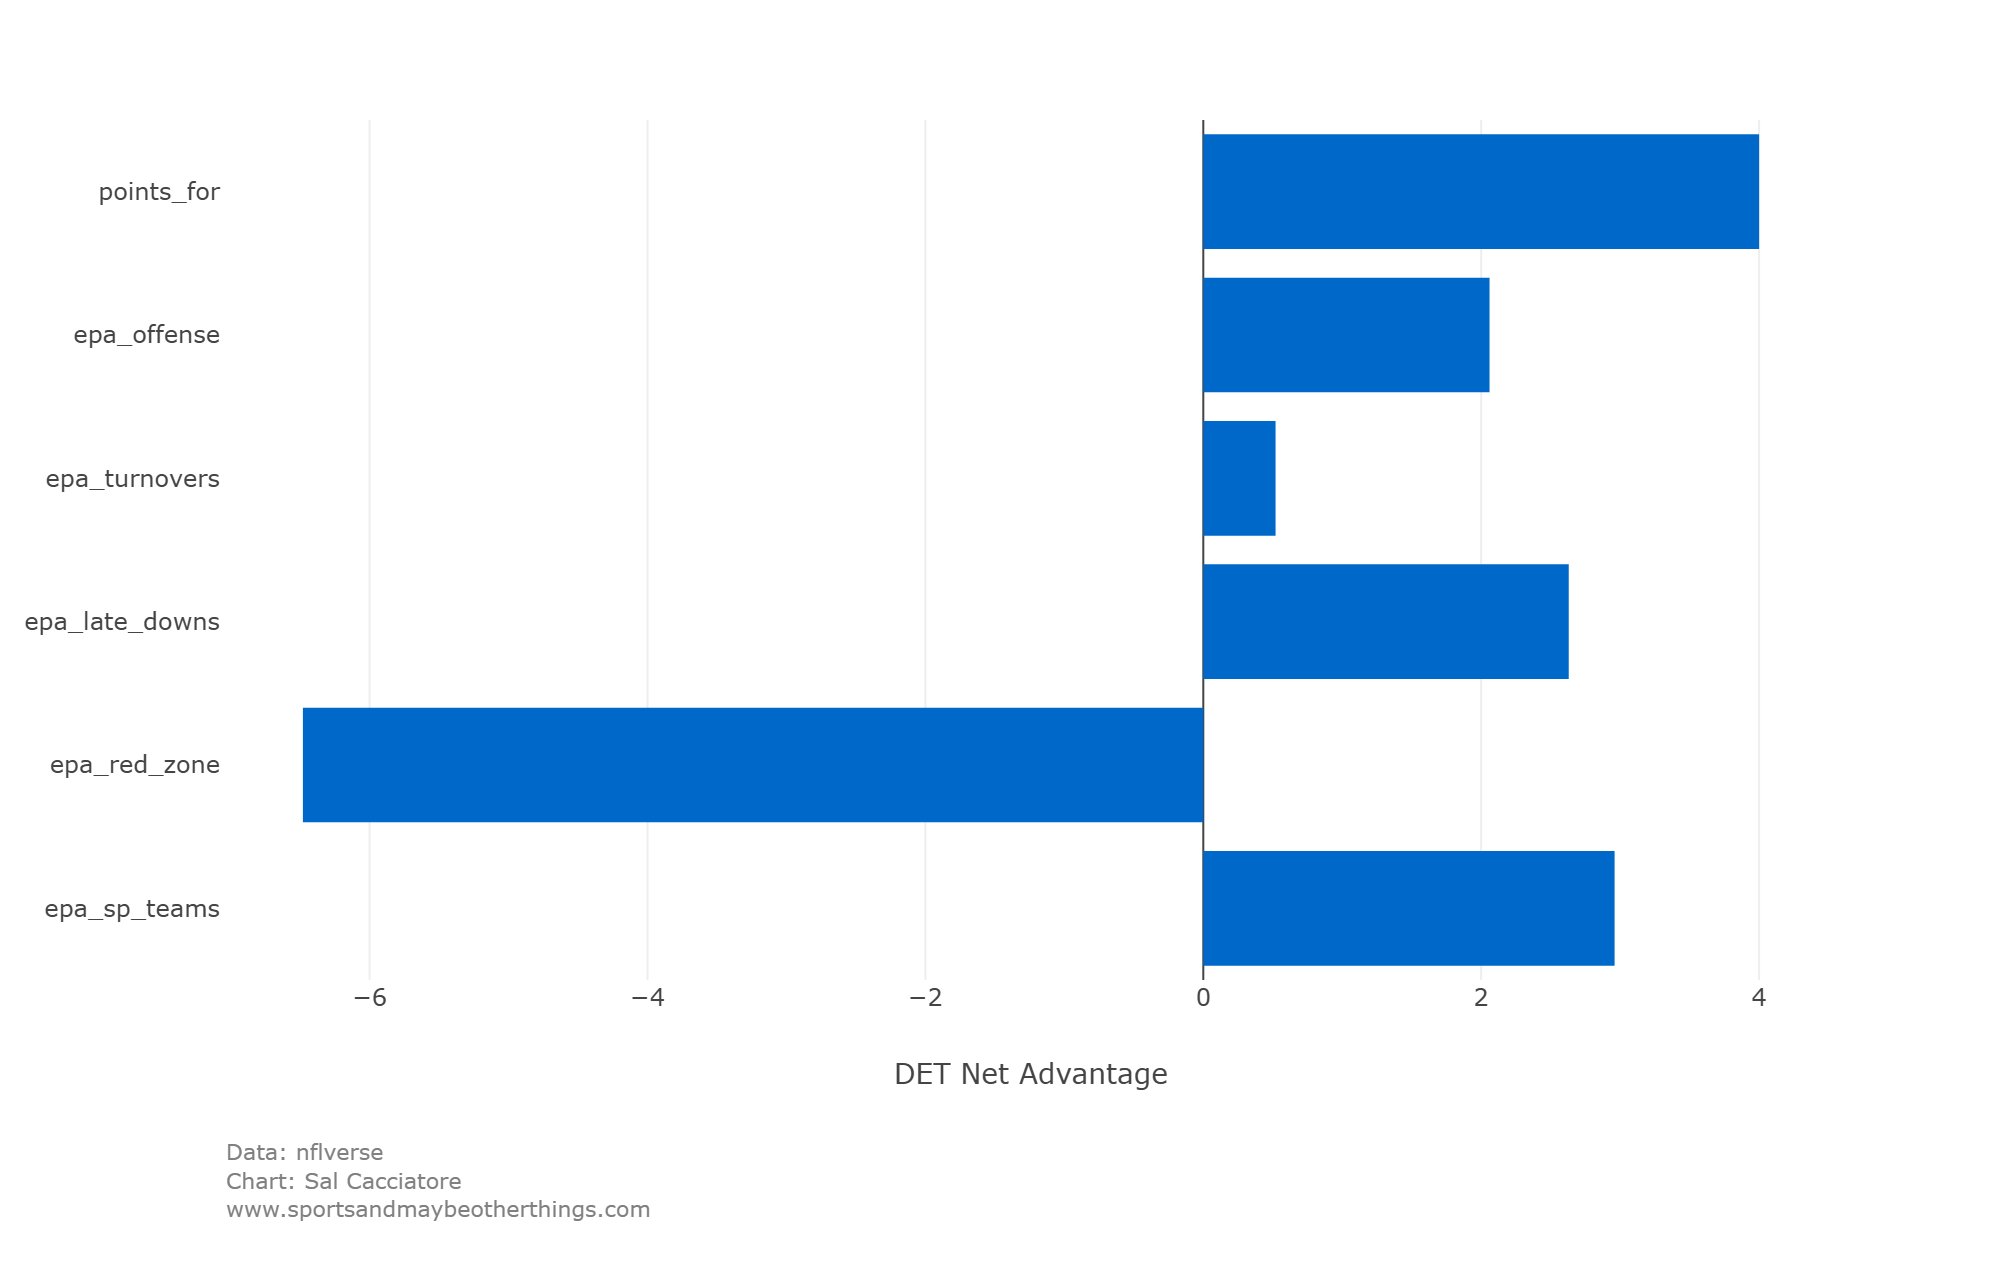 points_for
epa_offense
epa_turnovers
epa_late_downs
epa_red_zone
epa_sp_teams
−6 −4 −2 0 2 4
DET Net Advantage
Data: nflverse
Chart: Sal Cacciatore
www.sportsandmaybeotherthings.com